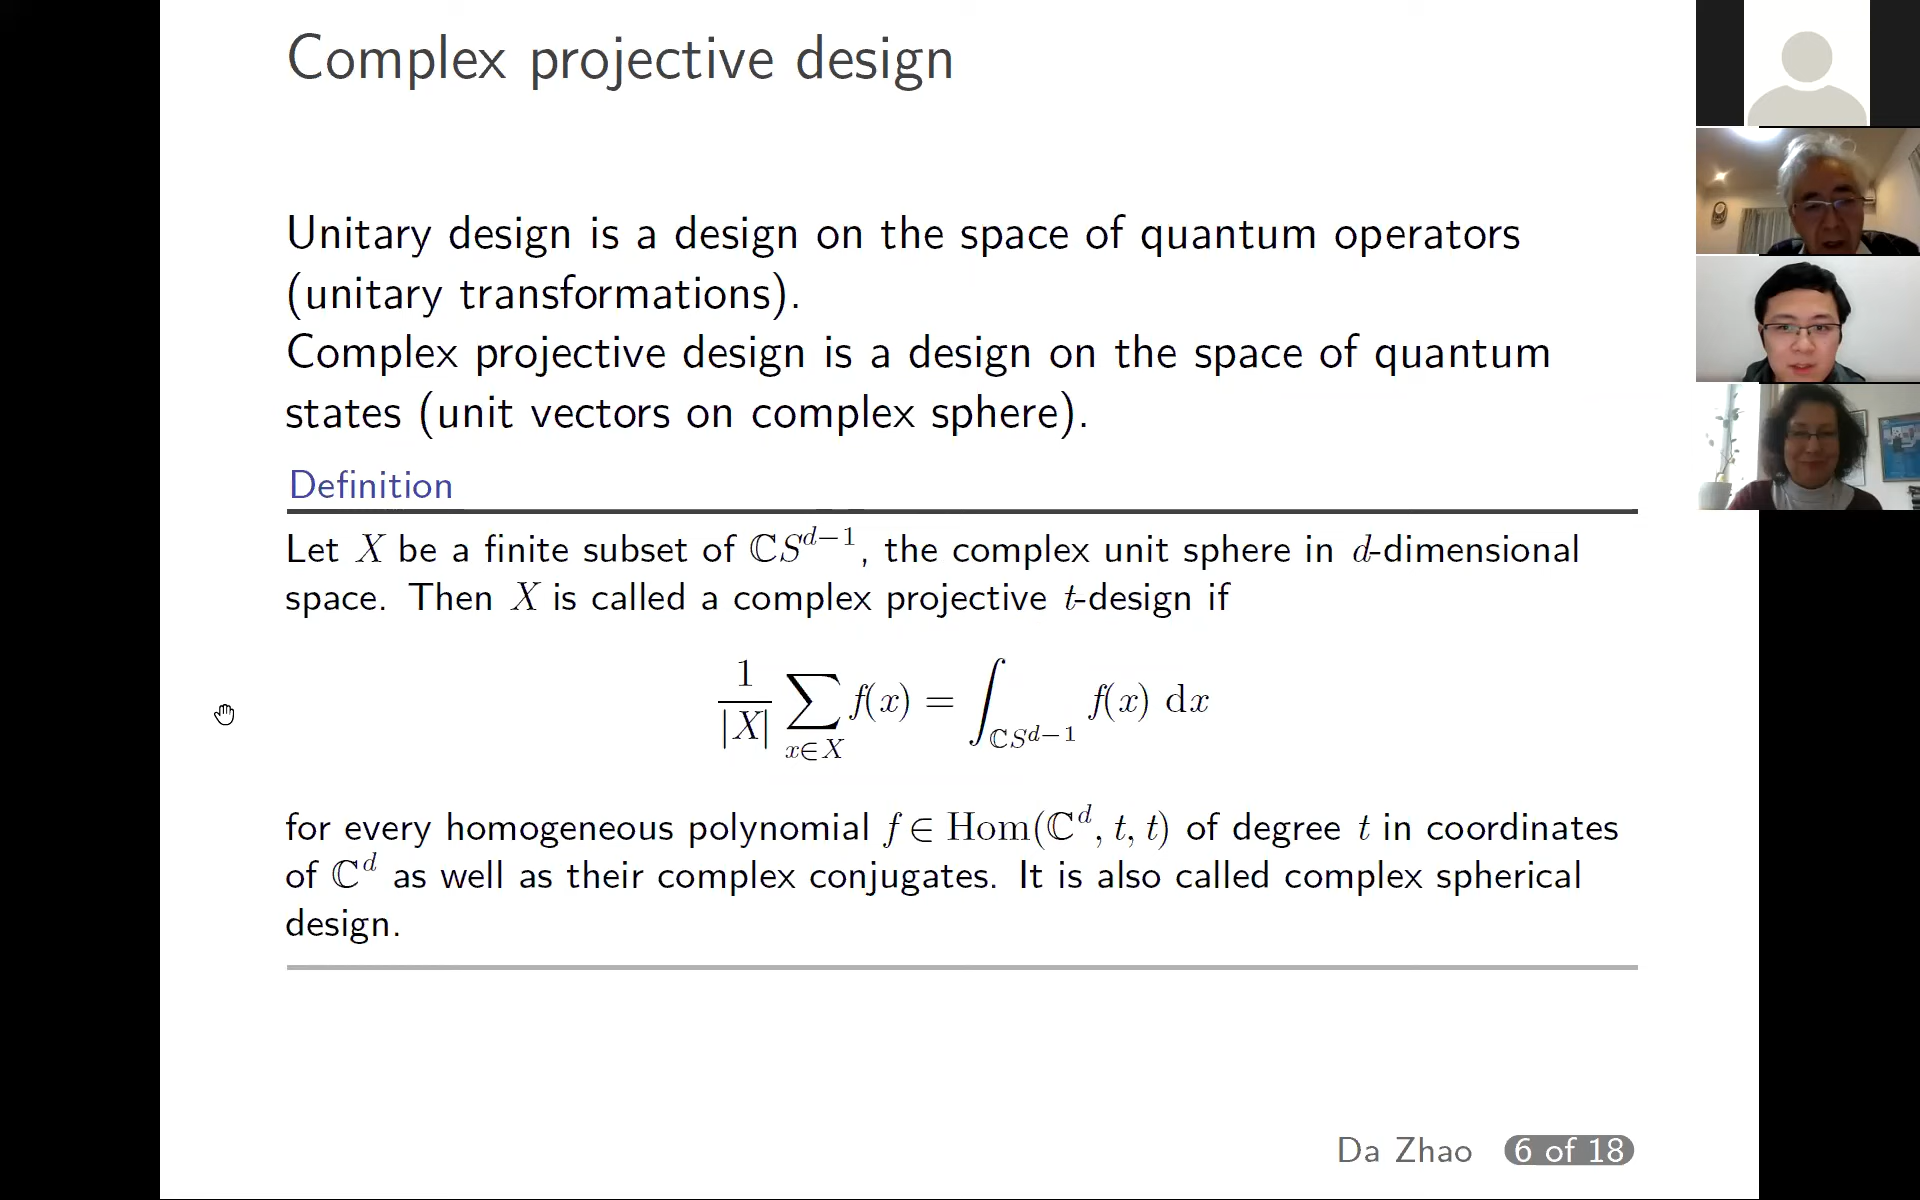 Complex projective design
Unitary design is a design on the space of quantum operators
(unitary transformations).
Complex projective design is a design on the space of quantum
states (unit vectors on complex sphere).
Definition
Let X be a finite subset of ℂS^{d−1}, the complex unit sphere in d-dimensional
space. Then X is called a complex projective t-design if
\frac{1}{|X|} \sum_{x∈X} f(x) = \int_{ℂS^{d−1}} f(x) dx
for every homogeneous polynomial f ∈ Hom(ℂ^d, t, t) of degree t in coordinates
of ℂ^d as well as their complex conjugates. It is also called complex spherical
design.
Da Zhao 6 of 18